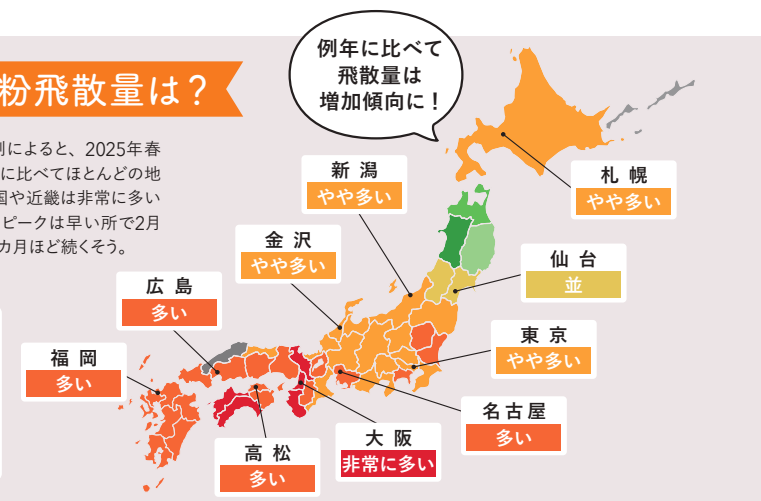 粉飛散量は？
例年に比べて
飛散量は
増加傾向に！
によると、2025年春
に比べてほとんどの地
国や近畿は非常に多い
ピークは早い所で2月
カ月ほど続くそう。
新潟
やや多い
札幌
やや多い
金沢
やや多い
仙台
並
広島
多い
東京
やや多い
福岡
多い
名古屋
多い
大阪
非常に多い
高松
多い